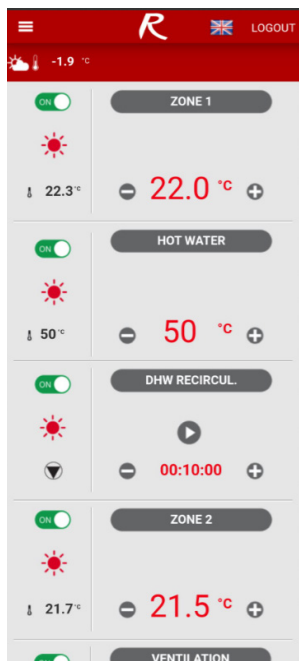 R
LOGOUT
-1.9 °C
ON
ZONE 1
22.3°C
22.0 °C
ON
HOT WATER
50°C
50 °C
ON
DHW RECIRCUL.
00:10:00
ON
ZONE 2
21.7°C
21.5 °C
ON
VENTILATION